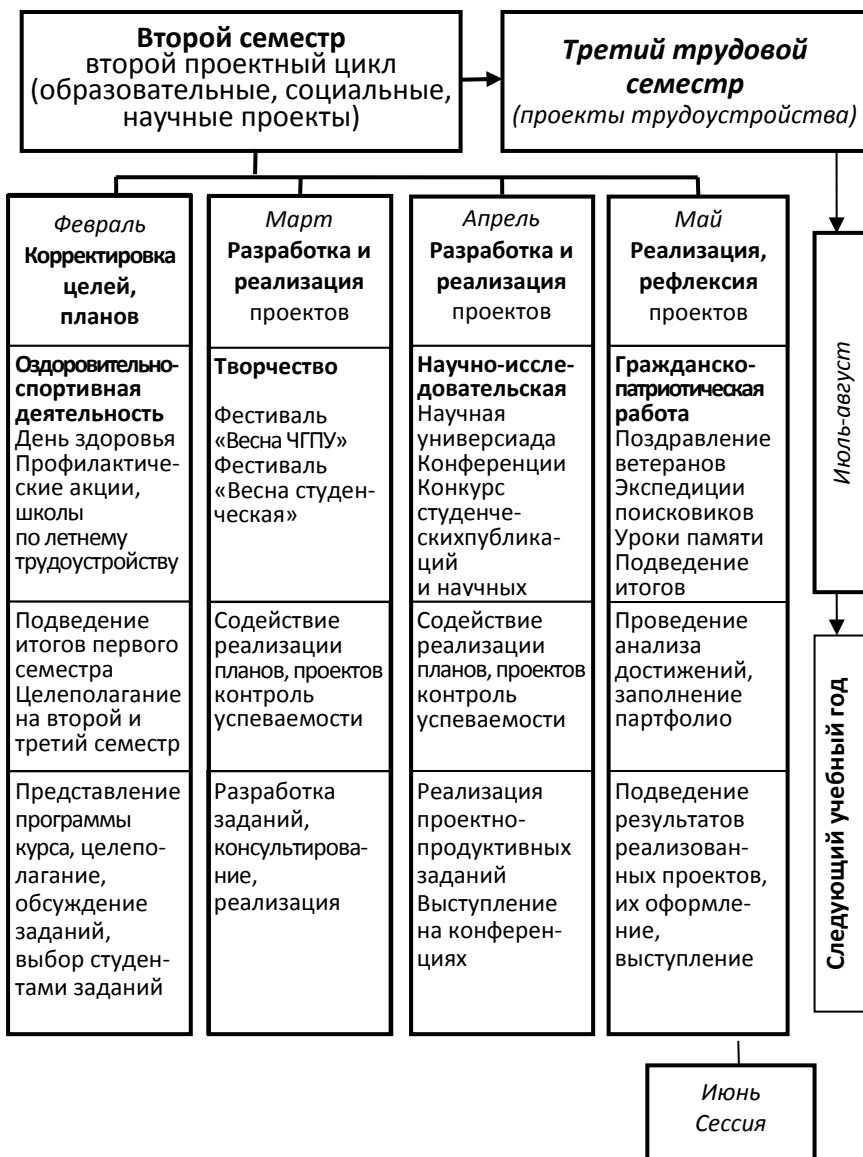 Второй семестр
второй проектный цикл
(образовательные, социальные,
научные проекты)
Третий трудовой
семестр
(проекты трудоустройства)
Февраль
Корректировка
целей,
планов
Оздоровительно-
спортивная
деятельность
День здоровья
Профилактиче-
ские акции,
школы
по летнему
трудоустройству
Подведение
итогов первого
семестра
Целеполагание
на второй и
третий семестр
Представление
программы
курса, целепо-
лагание,
обсуждение
заданий,
выбор студен-
тами заданий
Март
Разработка и
реализация
проектов
Творчество
Фестиваль
«Весна ЧГПУ»
Фестиваль
«Весна студен-
ческая»
Содействие
реализации
планов, проектов
контроль
успеваемости
Разработка
заданий,
консультирова-
ние,
реализация
Апрель
Разработка и
реализация
проектов
Научно-иссле-
довательская
Научная
универсиада
Конференции
Конкурс
студенче-
скихпублика-
ций
и научных
Содействие
реализации
планов, проектов
контроль
успеваемости
Реализация
проектно-
продуктивных
заданий
Выступление
на конферен-
циях
Май
Реализация,
рефлексия
проектов
Гражданско-
патриотическая
работа
Поздравление
ветеранов
Экспедиции
поисковиков
Уроки памяти
Подведение
итогов
Проведение
анализа
достижений,
заполнение
партфолио
Подведение
результатов
реализован-
ных проектов,
их оформле-
ние,
выступление
Июль-август
Следующий учебный год
Июнь
Сессия